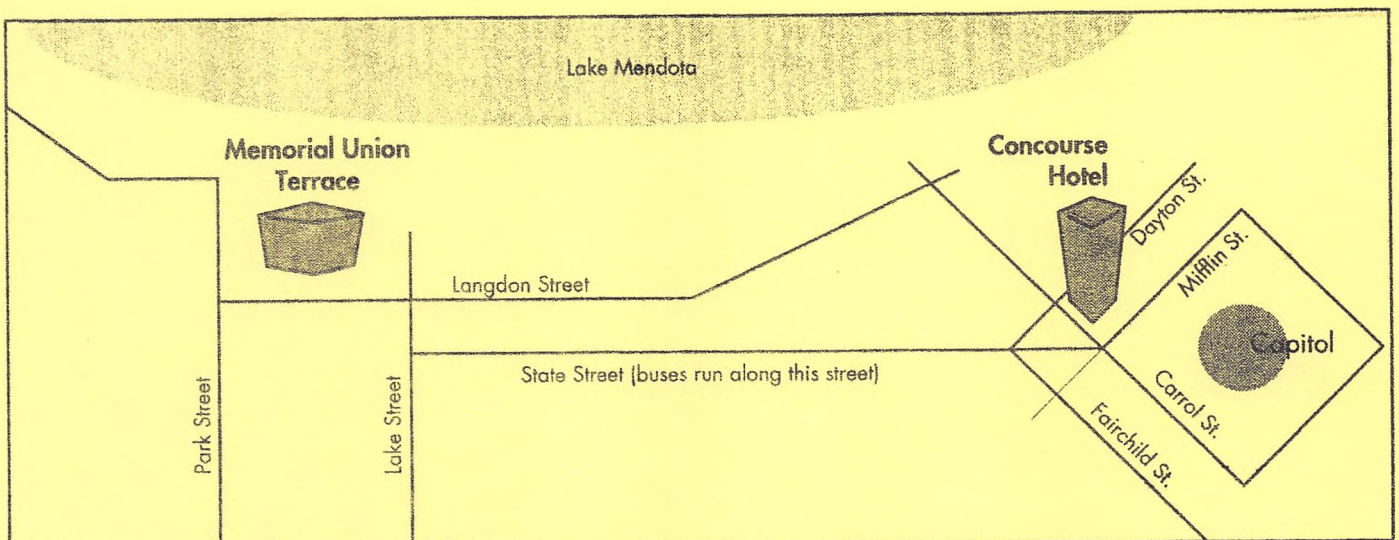 Lake Mendota
Memorial Union
Terrace
Concourse
Hotel
Dayton St.
Mifflin St.
Langdon Street
Capitol
State Street (buses run along this street)
Park Street
Lake Street
Carrol St.
Fairchild St.